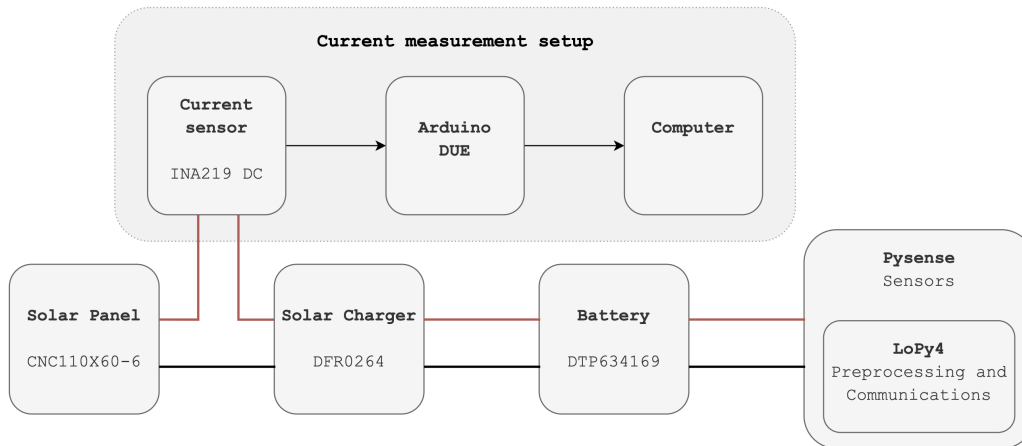 Current measurement setup
Current
sensor
INA219 DC
Arduino
DUE
Computer
Solar Panel
CNC110X60-6
Solar Charger
DFR0264
Battery
DTP634169
Pysense
Sensors
LoPy4
Preprocessing and
Communications